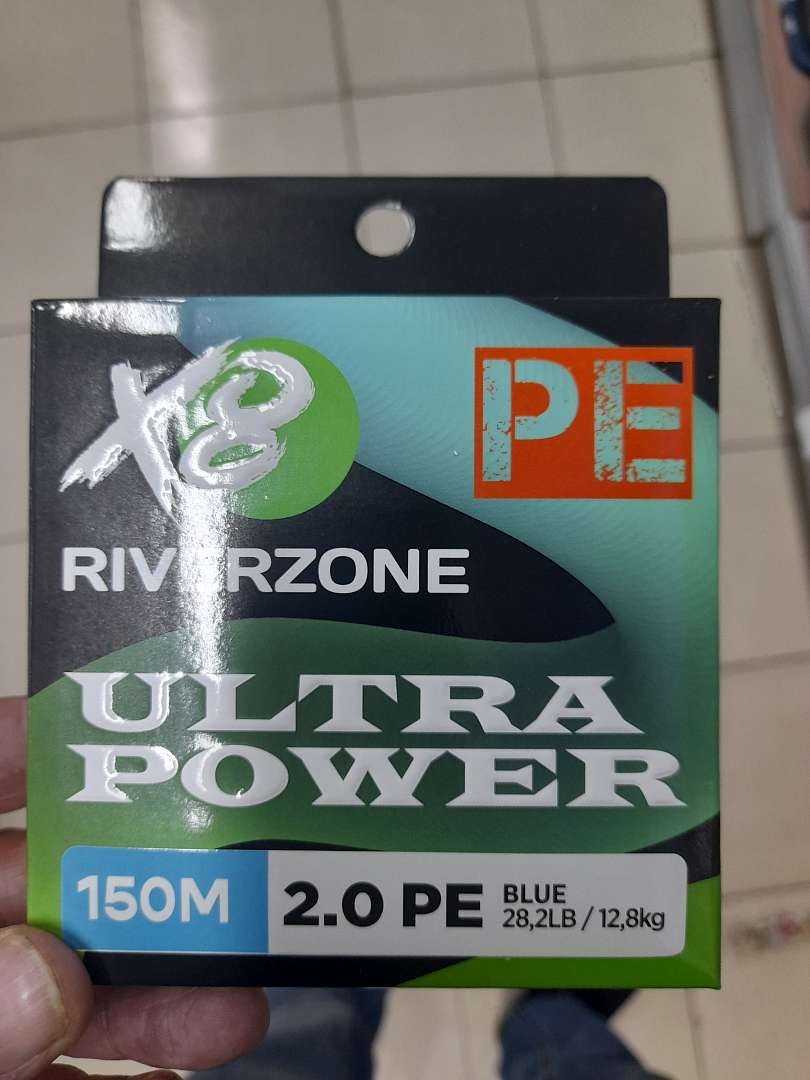 X8
PE
RIVERZONE
ULTRA
POWER
150M
2.0 PE
BLUE
28,2LB / 12,8kg